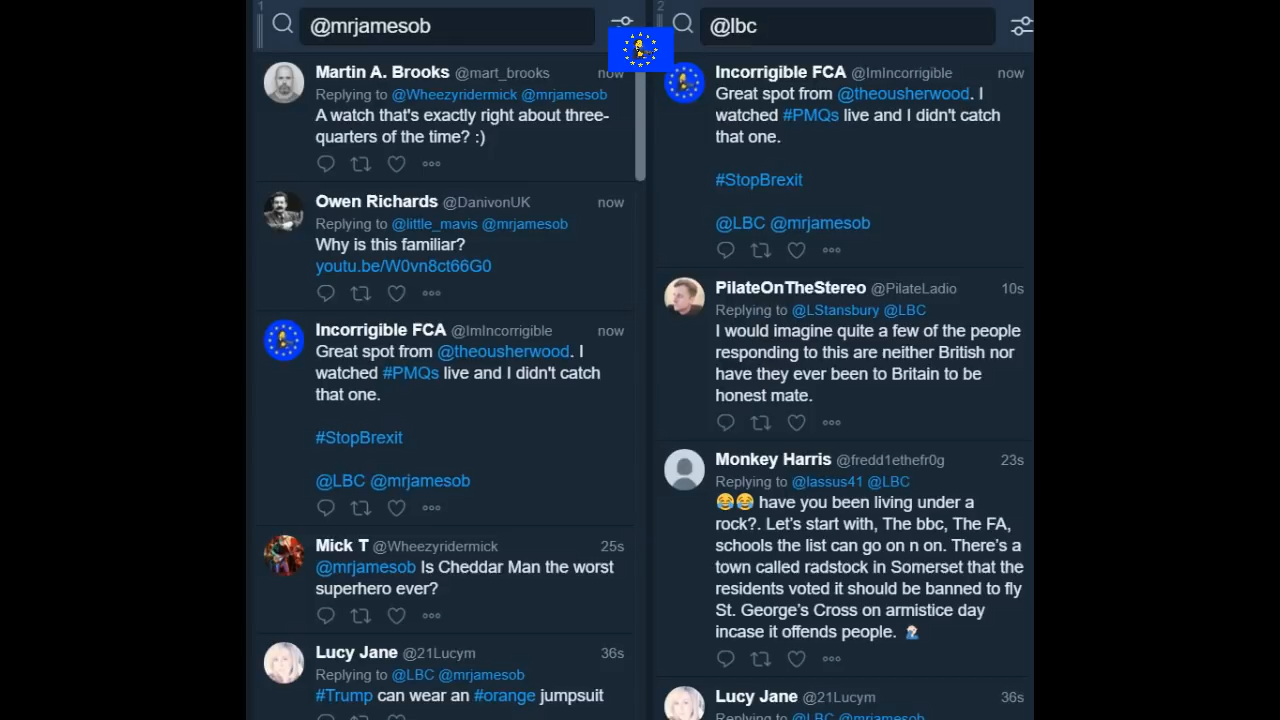 1
@mrjamesob
Martin A. Brooks @mart_brooks now
Replying to @Wheezyridermick @mrjamesob
A watch that's exactly right about three-
quarters of the time? :)
Owen Richards @DanivonUK now
Replying to @little_mavis @mrjamesob
Why is this familiar?
youtu.be/W0vn8ct66G0
Incorrigible FCA @ImIncorrigible now
Great spot from @theousherwood. I
watched #PMQs live and I didn't catch
that one.
#StopBrexit
@LBC @mrjamesob
Mick T @Wheezyridermick 25s
@mrjamesob Is Cheddar Man the worst
superhero ever?
Lucy Jane @21Lucym 36s
Replying to @LBC @mrjamesob
#Trump can wear an #orange jumpsuit
2
@lbc
Incorrigible FCA @ImIncorrigible now
Great spot from @theousherwood. I
watched #PMQs live and I didn't catch
that one.
#StopBrexit
@LBC @mrjamesob
PilateOnTheStereo @PilateLadio 10s
Replying to @LStansbury @LBC
I would imagine quite a few of the people
responding to this are neither British nor
have they ever been to Britain to be
honest mate.
Monkey Harris @fredd1ethefr0g 23s
Replying to @lassus41 @LBC
😂😂 have you been living under a
rock?. Let's start with, The bbc, The FA,
schools the list can go on n on. There's a
town called radstock in Somerset that the
residents voted it should be banned to fly
St. George's Cross on armistice day
incase it offends people.
Lucy Jane @21Lucym 36s
Replying to @LBC @mrjamesob